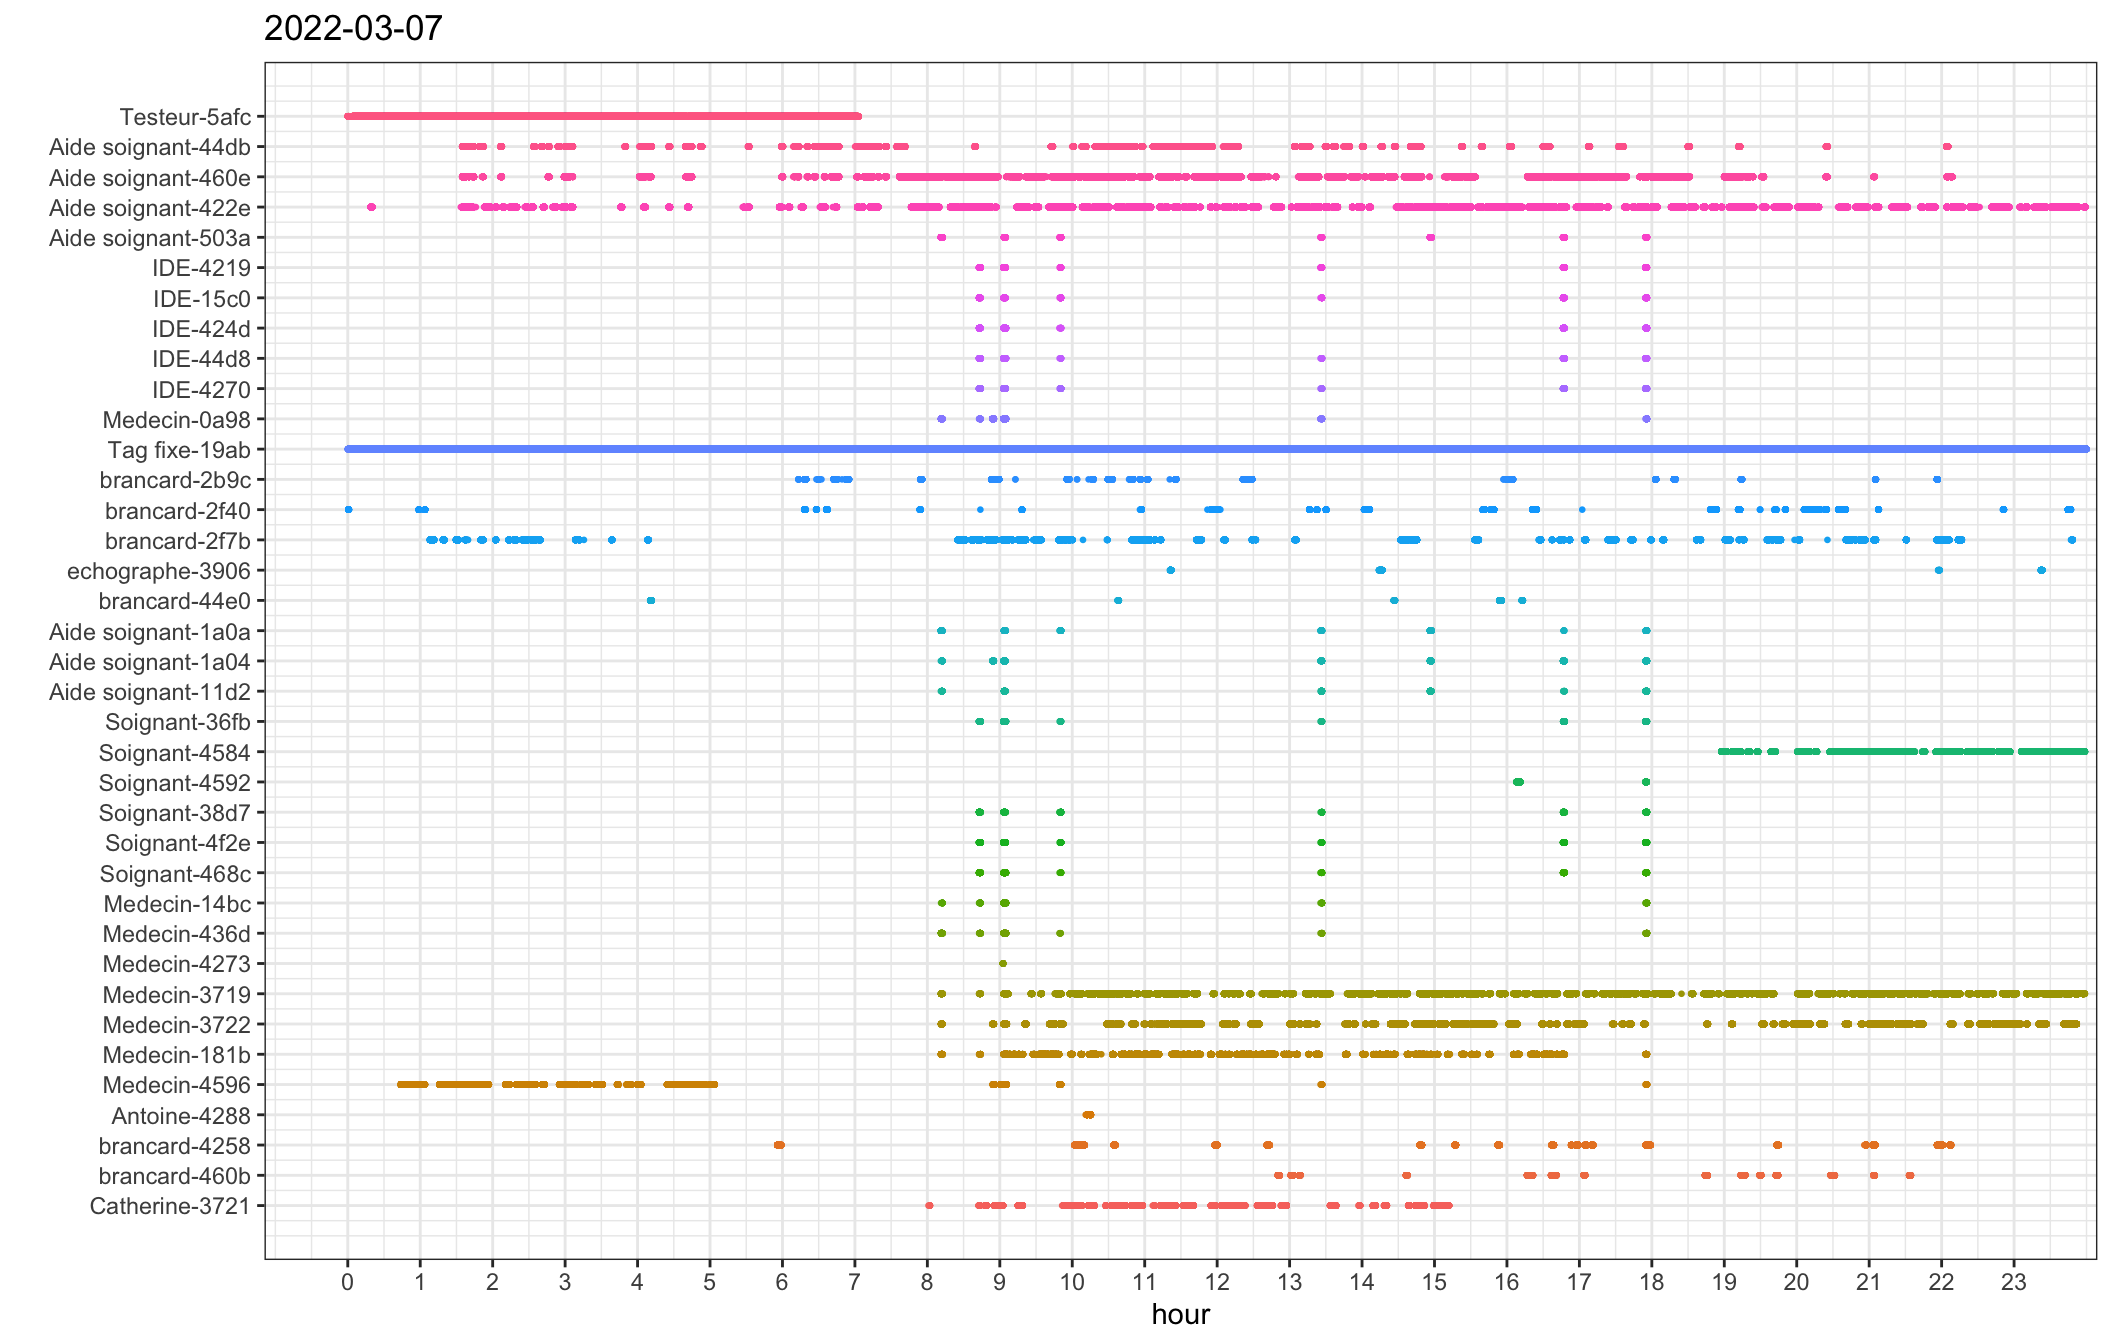 2022-03-07
Testeur-5afc
Aide soignant-44db
Aide soignant-460e
Aide soignant-422e
Aide soignant-503a
IDE-4219
IDE-15c0
IDE-424d
IDE-44d8
IDE-4270
Medecin-0a98
Tag fixe-19ab
brancard-2b9c
brancard-2f40
brancard-2f7b
echographe-3906
brancard-44e0
Aide soignant-1a0a
Aide soignant-1a04
Aide soignant-11d2
Soignant-36fb
Soignant-4584
Soignant-4592
Soignant-38d7
Soignant-4f2e
Soignant-468c
Medecin-14bc
Medecin-436d
Medecin-4273
Medecin-3719
Medecin-3722
Medecin-181b
Medecin-4596
Antoine-4288
brancard-4258
brancard-460b
Catherine-3721
0 1 2 3 4 5 6 7 8 9 10 11 12 13 14 15 16 17 18 19 20 21 22 23
hour